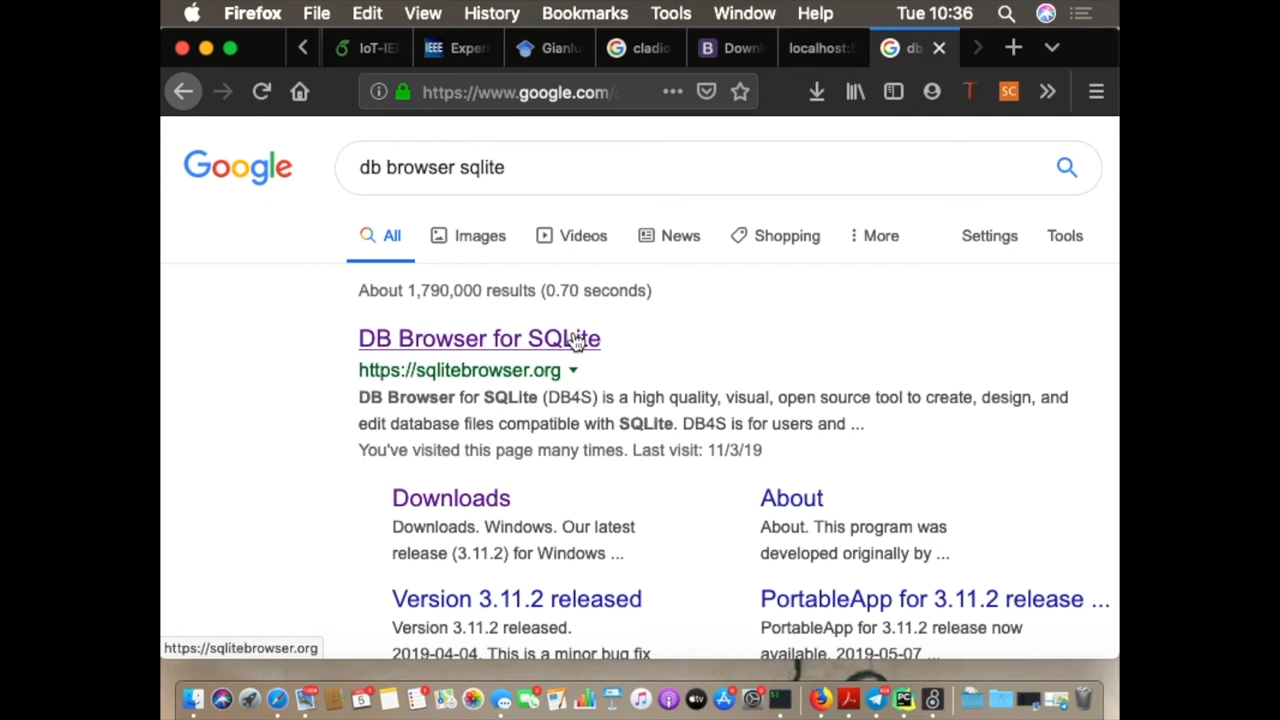 Firefox File Edit View History Bookmarks Tools Window Help Tue 10:36
IoT-IEE IEEE Experi Gianlu cladio B Downl localhost:5 db
https://www.google.com/s T SC
Google
db browser sqlite
All Images Videos News Shopping More Settings Tools
About 1,790,000 results (0.70 seconds)
DB Browser for SQLite
https://sqlitebrowser.org
DB Browser for SQLite (DB4S) is a high quality, visual, open source tool to create, design, and
edit database files compatible with SQLite. DB4S is for users and ...
You've visited this page many times. Last visit: 11/3/19
Downloads
Downloads. Windows. Our latest
release (3.11.2) for Windows ...
About
About. This program was
developed originally by ...
Version 3.11.2 released
Version 3.11.2 released.
2019-04-04. This is a minor bug fix
PortableApp for 3.11.2 release ...
PortableApp for 3.11.2 release now
available. 2019-05-07 ...
https://sqlitebrowser.org